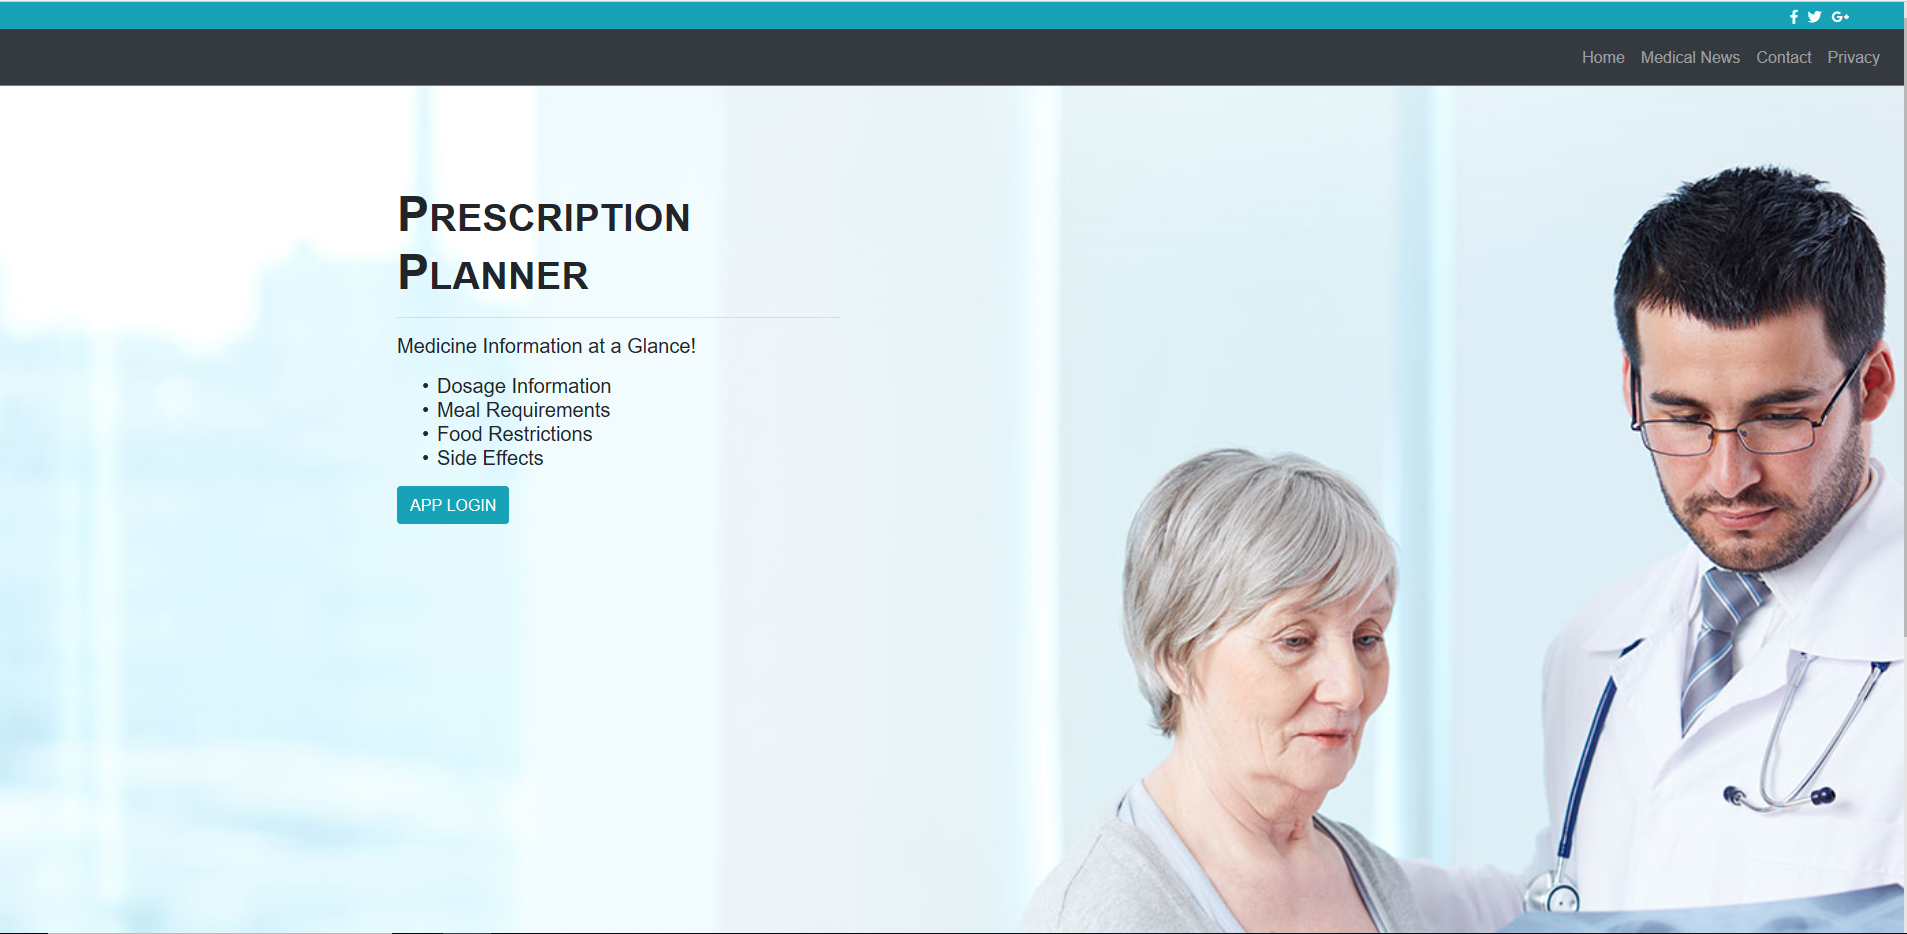 Home Medical News Contact Privacy
PRESCRIPTION
PLANNER
Medicine Information at a Glance!
• Dosage Information
• Meal Requirements
• Food Restrictions
• Side Effects
APP LOGIN